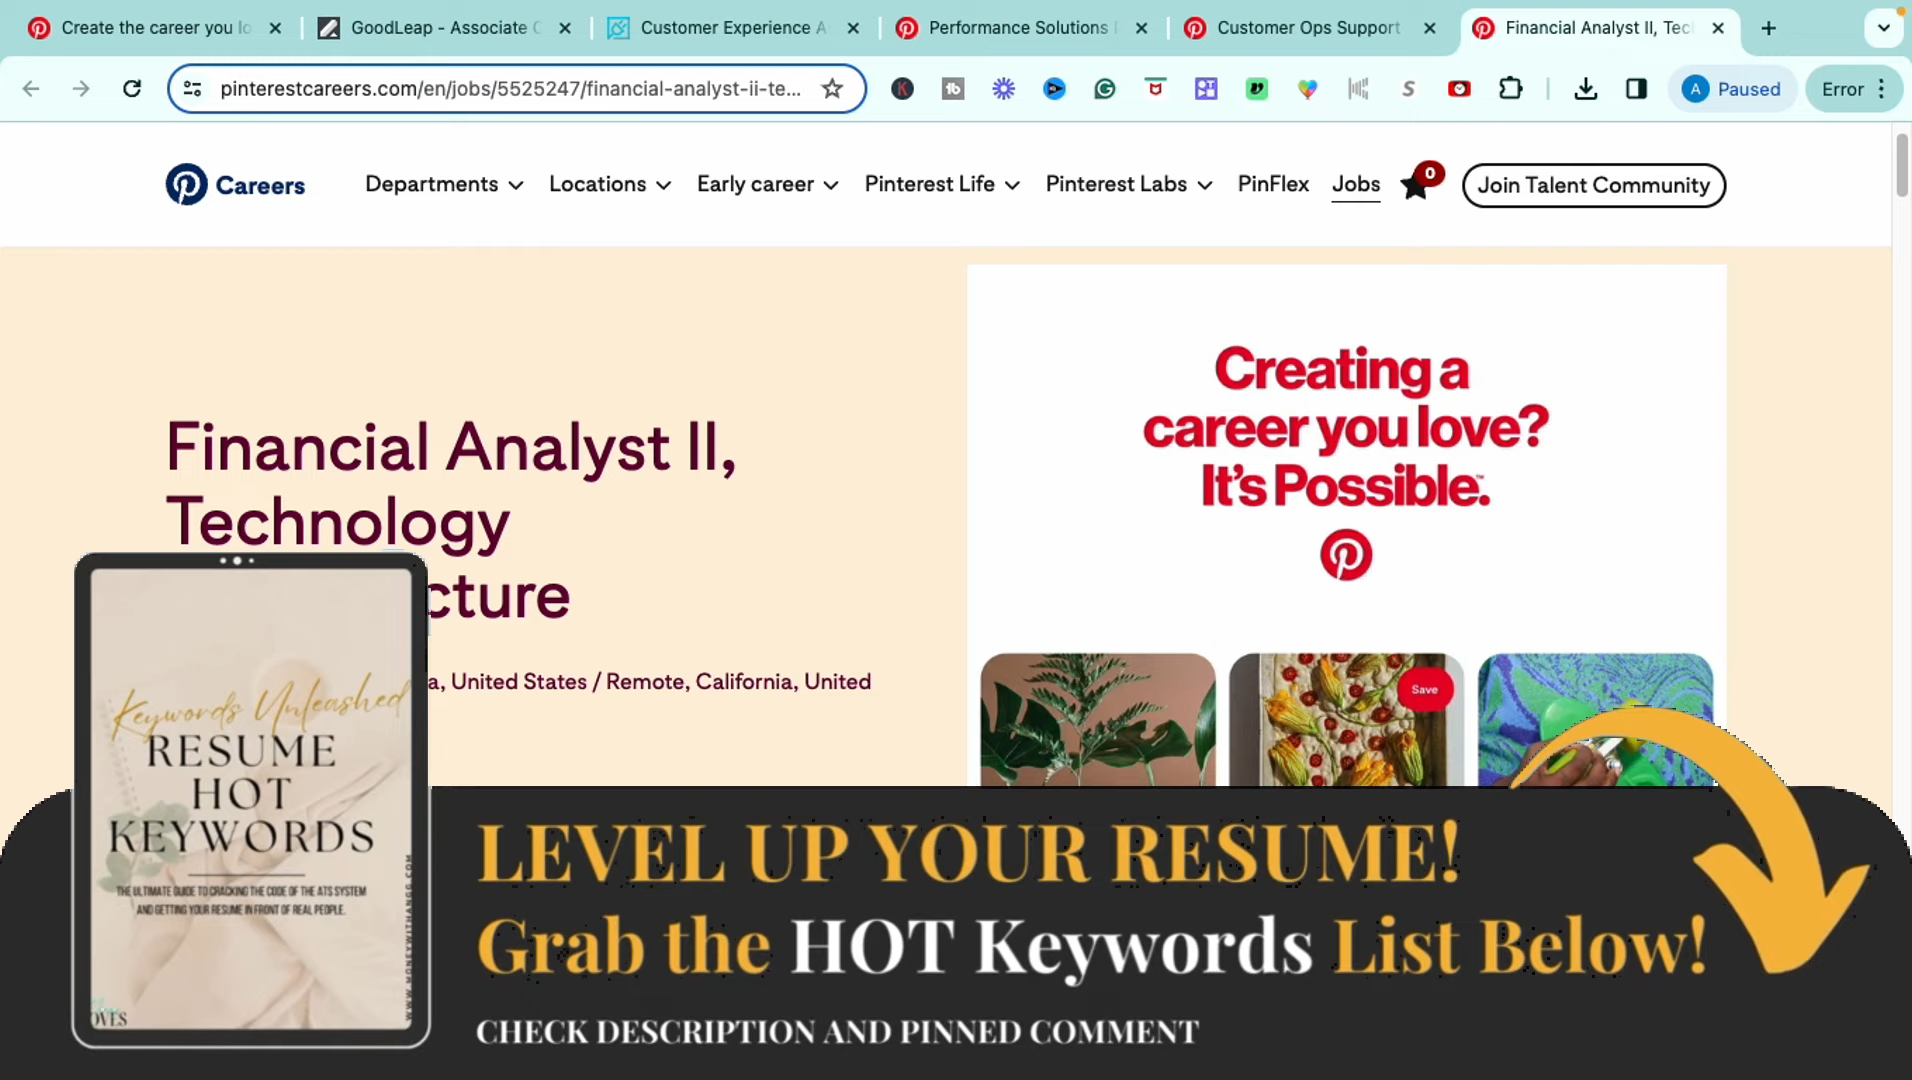 Create the career you lo
GoodLeap - Associate C
Customer Experience A
Performance Solutions
Customer Ops Support
Financial Analyst II, Tec
pinterestcareers.com/en/jobs/5525247/financial-analyst-ii-te...
A Paused
Error
Careers
Departments
Locations
Early career
Pinterest Life
Pinterest Labs
PinFlex
Jobs
0
Join Talent Community
Financial Analyst II,
Technology
cture
a, United States / Remote, California, United
Creating a
career you love?
It's Possible.
Save
Keywords Unleashed
RESUME
HOT
KEYWORDS
THE ULTIMATE GUIDE TO CRACKING THE CODE OF THE ATS SYSTEM
AND GETTING YOUR RESUME IN FRONT OF REAL PEOPLE.
WWW.MONEYWITHANGG.COM
OVES
LEVEL UP YOUR RESUME!
Grab the HOT Keywords List Below!
CHECK DESCRIPTION AND PINNED COMMENT